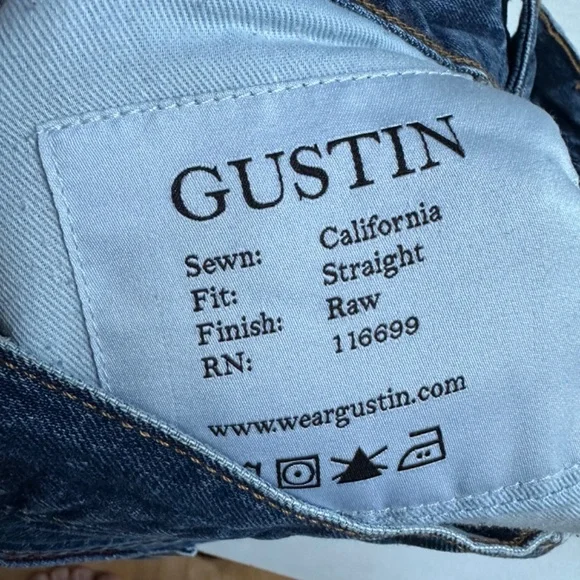 GUSTIN
Sewn: California
Fit: Straight
Finish: Raw
RN: 116699
www.weargustin.com